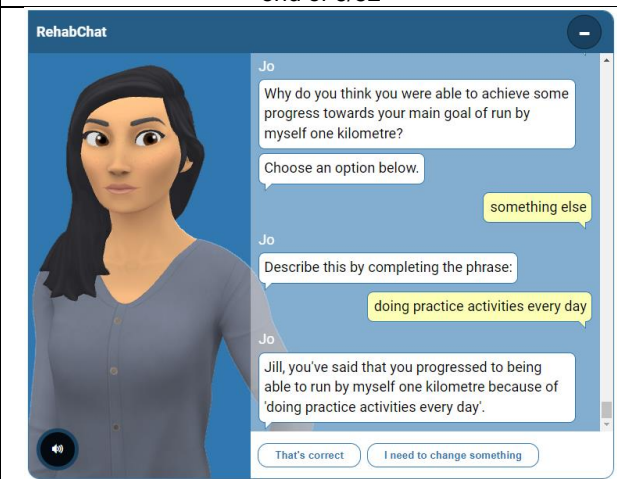 RehabChat
Jo
Why do you think you were able to achieve some
progress towards your main goal of run by
myself one kilometre?
Choose an option below.
something else
Jo
Describe this by completing the phrase:
doing practice activities every day
Jo
Jill, you've said that you progressed to being
able to run by myself one kilometre because of
'doing practice activities every day'.
That's correct
I need to change something